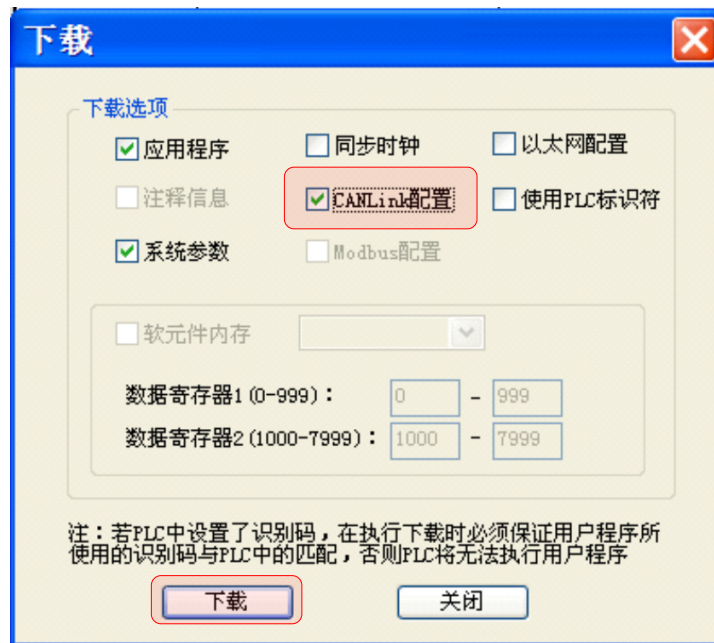 下载
下载选项
应用程序 同步时钟 以太网配置
注释信息 CANLink配置 使用PLC标识符
系统参数 Modbus配置
软元件内存
数据寄存器1(0-999)： 0 - 999
数据寄存器2(1000-7999)： 1000 - 7999
注：若PLC中设置了识别码，在执行下载时必须保证用户程序所
使用的识别码与PLC中的匹配，否则PLC将无法执行用户程序
下载 关闭